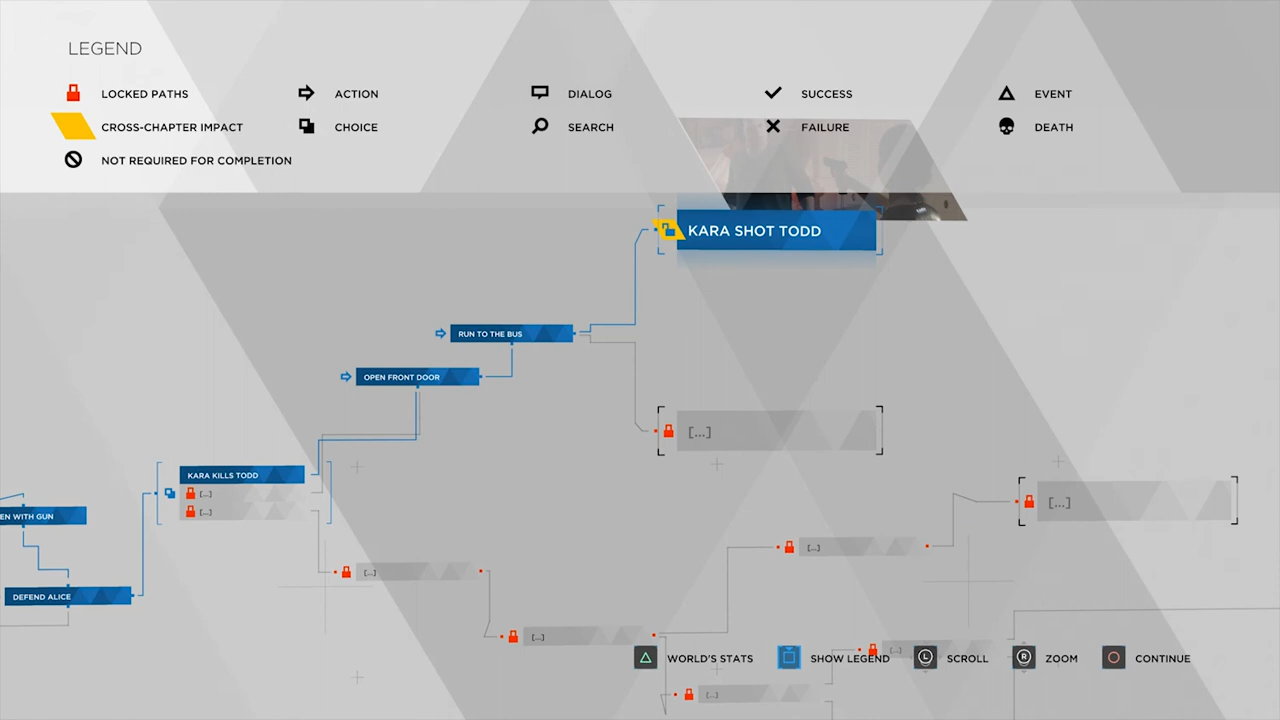 LEGEND
LOCKED PATHS
ACTION
DIALOG
SUCCESS
EVENT
CROSS-CHAPTER IMPACT
CHOICE
SEARCH
FAILURE
DEATH
NOT REQUIRED FOR COMPLETION
KARA SHOT TODD
RUN TO THE BUS
OPEN FRONT DOOR
[...]
KARA KILLS TODD
[...]
[...]
[...]
EN WITH GUN
[...]
[...]
DEFEND ALICE
[...]
[...]
[...]
WORLD'S STATS
SHOW LEGEND
L SCROLL
R ZOOM
CONTINUE